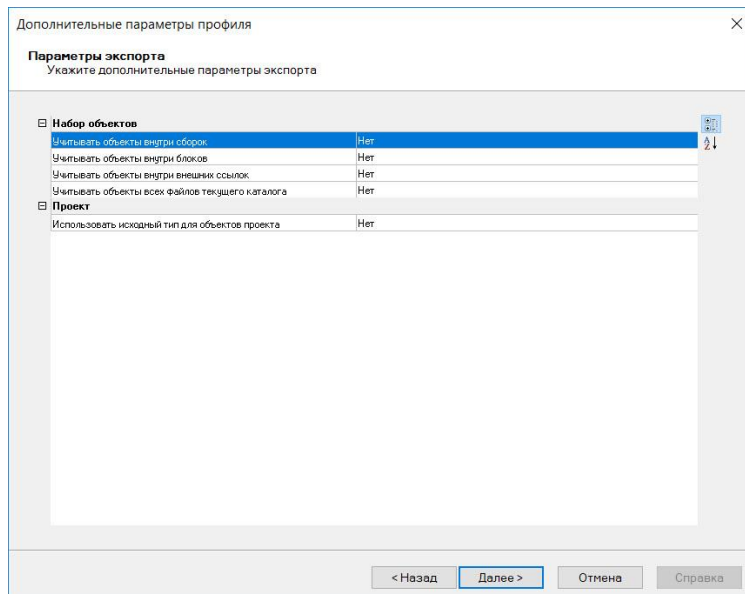 Дополнительные параметры профиля
Параметры экспорта
Укажите дополнительные параметры экспорта
Набор объектов
Учитывать объекты внутри сборок Нет
Учитывать объекты внутри блоков Нет
Учитывать объекты внутри внешних ссылок Нет
Учитывать объекты всех файлов текущего каталога Нет
Проект
Использовать исходный тип для объектов проекта Нет
< Назад Далее > Отмена Справка